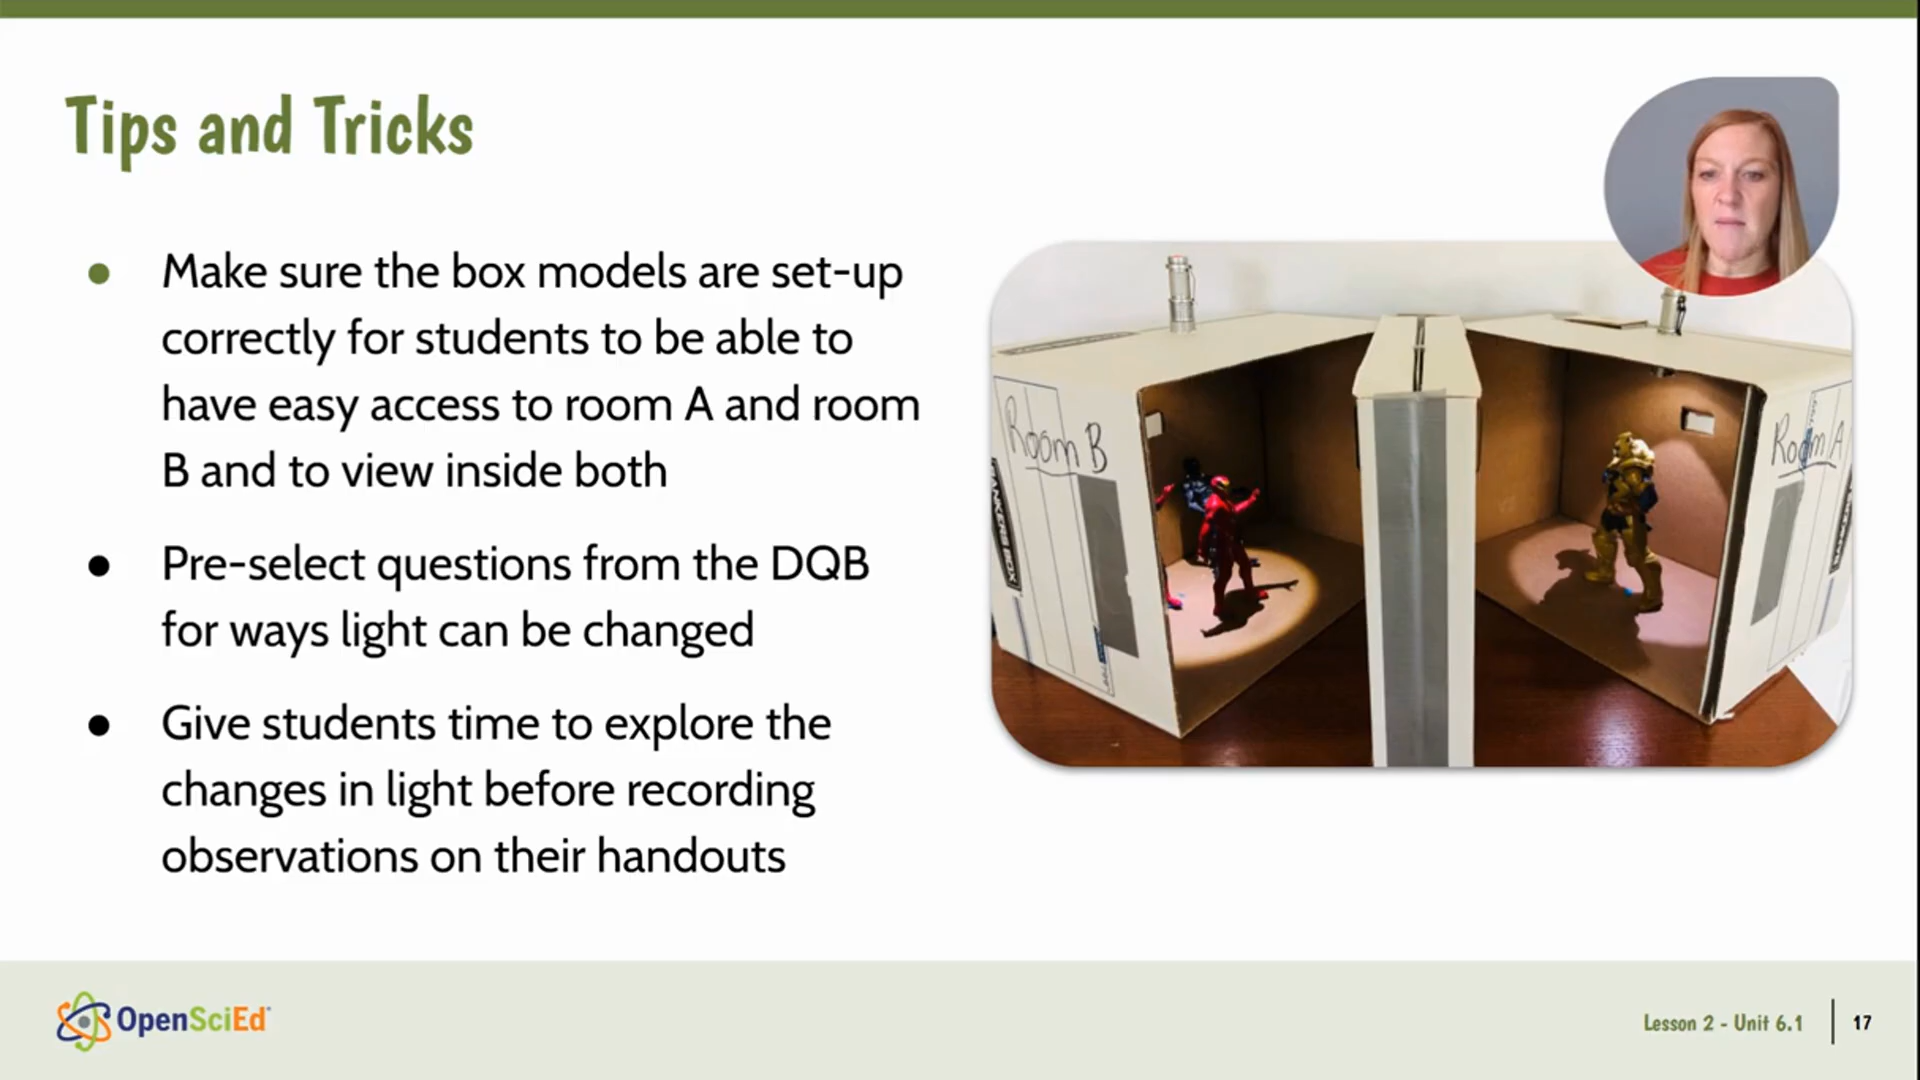 Tips and Tricks
● Make sure the box models are set-up
correctly for students to be able to
have easy access to room A and room
B and to view inside both
● Pre-select questions from the DQB
for ways light can be changed
● Give students time to explore the
changes in light before recording
observations on their handouts
Room B
Room A
OpenSciEd
Lesson 2 - Unit 6.1
17